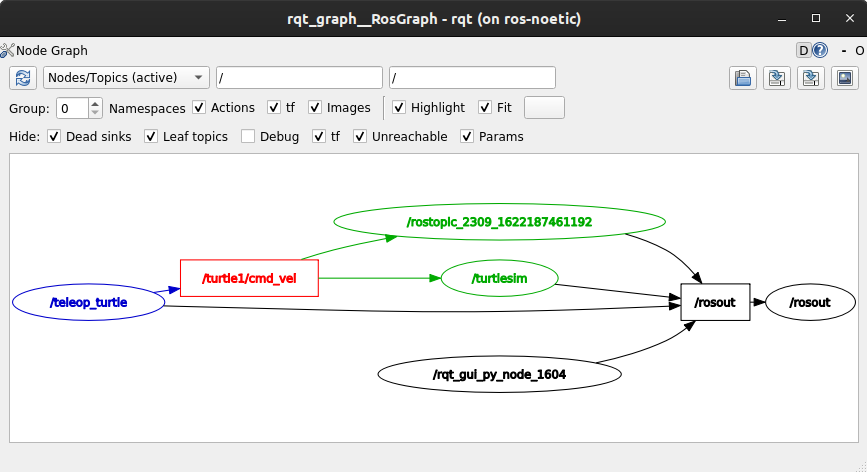 rqt_graph__RosGraph - rqt (on ros-noetic)
Node Graph D ? - O
Nodes/Topics (active) / /
Group: 0 Namespaces Actions tf Images Highlight Fit
Hide: Dead sinks Leaf topics Debug tf Unreachable Params
/rostopic_2309_1622187461192
/turtle1/cmd_vel /turtlesim
/teleop_turtle /rosout /rosout
/rqt_gui_py_node_1604